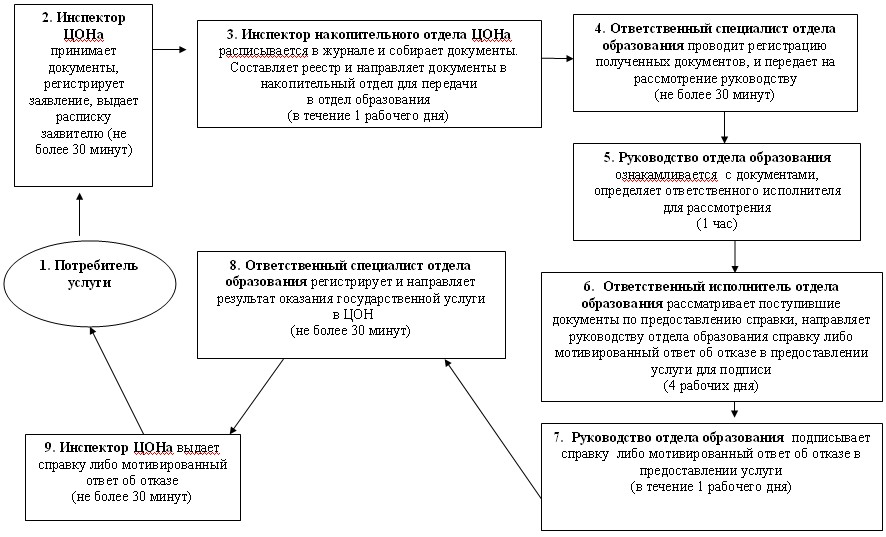 1. Потребитель
услуги
2. Инспектор
ЦОНа
принимает
документы,
регистрирует
заявление, выдает
расписку
заявителю (не
более 30 минут)
3. Инспектор накопительного отдела ЦОНа
расписывается в журнале и собирает документы.
Составляет реестр и направляет документы в
накопительный отдел для передачи
в отдел образования
(в течение 1 рабочего дня)
4. Ответственный специалист отдела
образования проводит регистрацию
полученных документов, и передает на
рассмотрение руководству
(не более 30 минут)
5. Руководство отдела образования
ознакамливается с документами,
определяет ответственного исполнителя
для рассмотрения
(1 час)
6. Ответственный исполнитель отдела
образования рассматривает поступившие
документы по предоставлению справки, направляет
руководству отдела образования справку либо
мотивированный ответ об отказе в предоставлении
услуги для подписи
(4 рабочих дня)
7. Руководство отдела образования подписывает
справку либо мотивированный ответ об отказе в
предоставлении услуги
(в течение 1 рабочего дня)
8. Ответственный специалист отдела
образования регистрирует и направляет
результат оказания государственной услуги
в ЦОН
(не более 30 минут)
9. Инспектор ЦОНа выдает
справку либо мотивированный
ответ об отказе
(не более 30 минут)